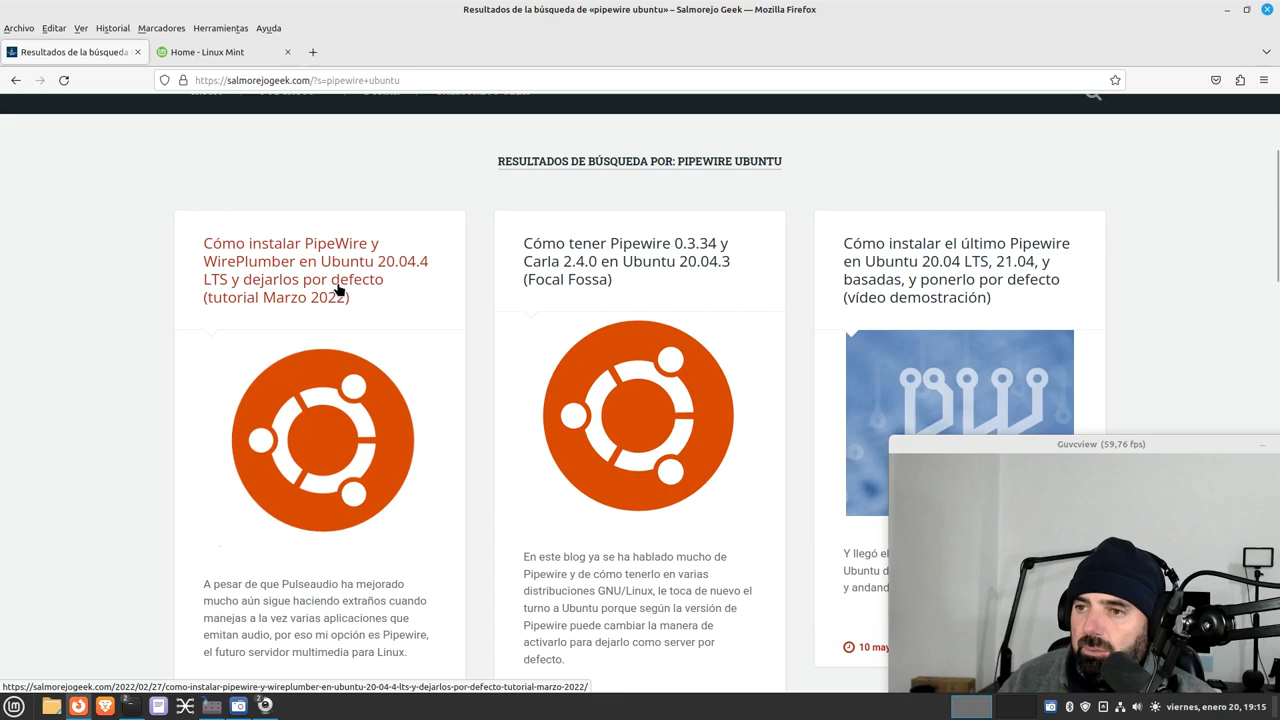 Resultados de la búsqueda de «pipewire ubuntu» – Salmorejo Geek — Mozilla Firefox
Archivo Editar Ver Historial Marcadores Herramientas Ayuda
Resultados de la búsqueda
Home - Linux Mint
https://salmorejogeek.com/?s=pipewire+ubuntu
RESULTADOS DE BÚSQUEDA POR: PIPEWIRE UBUNTU
Cómo instalar PipeWire y
WirePlumber en Ubuntu 20.04.4
LTS y dejarlos por defecto
(tutorial Marzo 2022)
A pesar de que Pulseaudio ha mejorado
mucho aún sigue haciendo extraños cuando
manejas a la vez varias aplicaciones que
emitan audio, por eso mi opción es Pipewire,
el futuro servidor multimedia para Linux.
Cómo tener Pipewire 0.3.34 y
Carla 2.4.0 en Ubuntu 20.04.3
(Focal Fossa)
En este blog ya se ha hablado mucho de
Pipewire y de cómo tenerlo en varias
distribuciones GNU/Linux, le toca de nuevo el
turno a Ubuntu porque según la versión de
Pipewire puede cambiar la manera de
activarlo para dejarlo como server por
defecto.
Cómo instalar el último Pipewire
en Ubuntu 20.04 LTS, 21.04, y
basadas, y ponerlo por defecto
(vídeo demostración)
Y llegó el
Ubuntu d
y andand
10 may
Guvcview (59,76 fps)
https://salmorejogeek.com/2022/02/27/como-instalar-pipewire-y-wireplumber-en-ubuntu-20-04-4-lts-y-dejarlos-por-defecto-tutorial-marzo-2022/
viernes, enero 20, 19:15